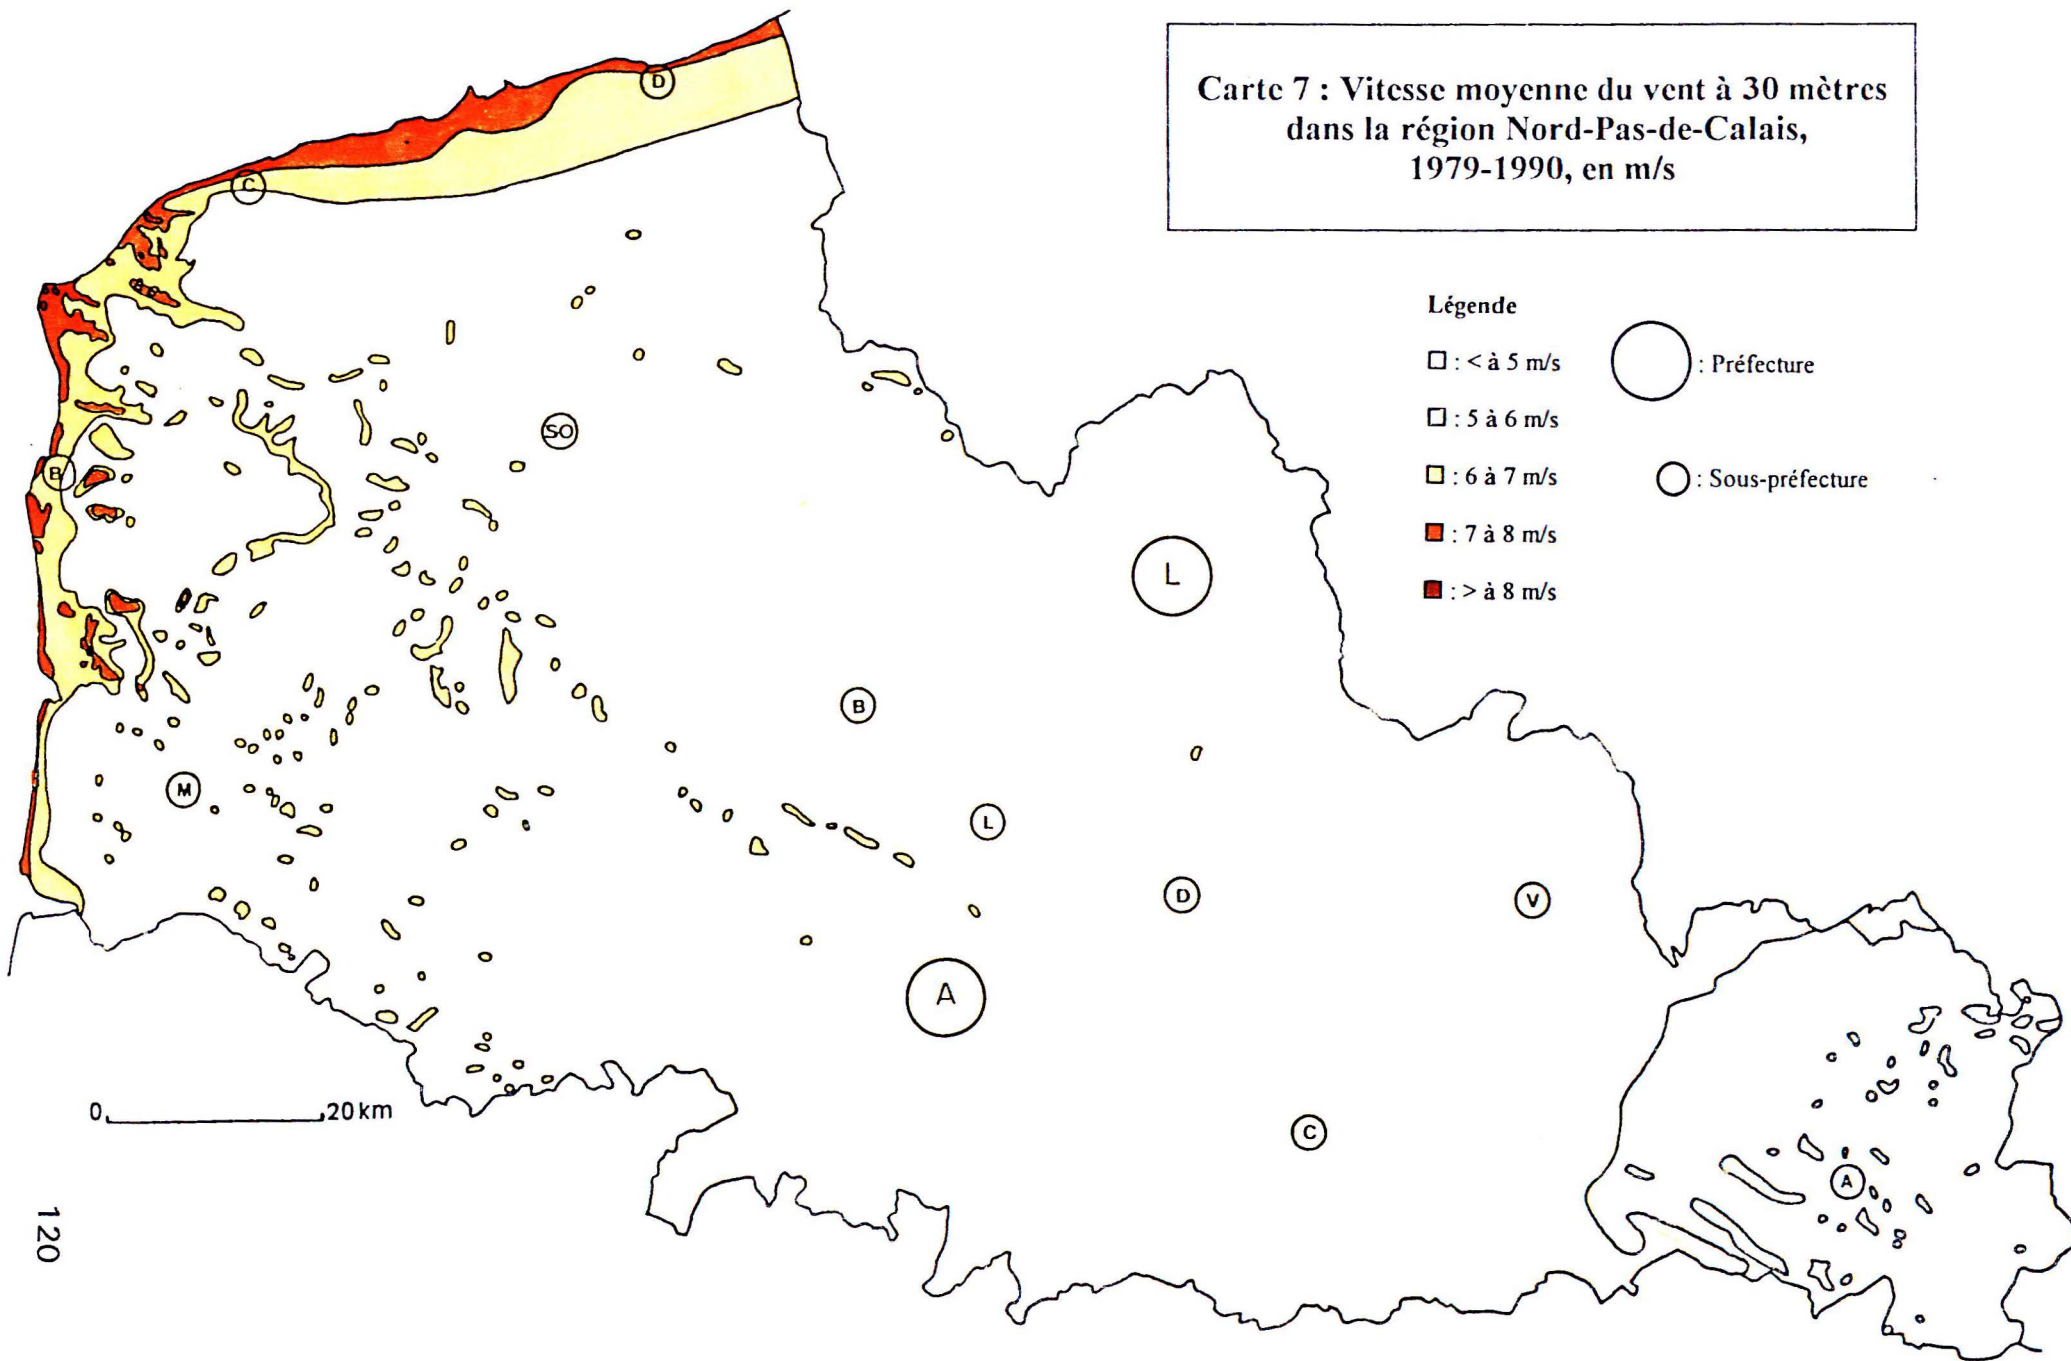 Carte 7 : Vitesse moyenne du vent à 30 mètres
dans la région Nord-Pas-de-Calais,
1979-1990, en m/s
Légende
: < à 5 m/s
: Préfecture
: 5 à 6 m/s
: 6 à 7 m/s
: Sous-préfecture
: 7 à 8 m/s
: > à 8 m/s
D
C
SO
B
L
B
M
L
D
V
A
C
A
0 20 km
120